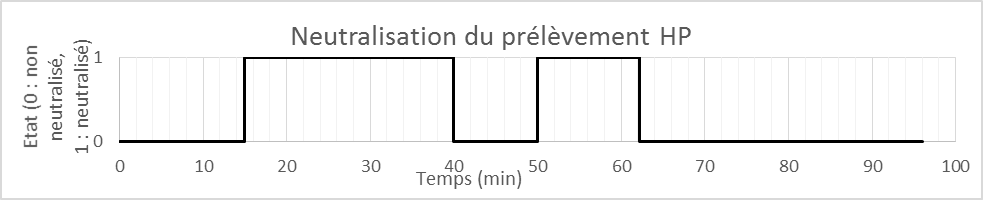 Neutralisation du prélèvement HP
Etat (0 : non
neutralisé,
1 : neutralisé)
1
0
0 10 20 30 40 50 60 70 80 90 100
Temps (min)